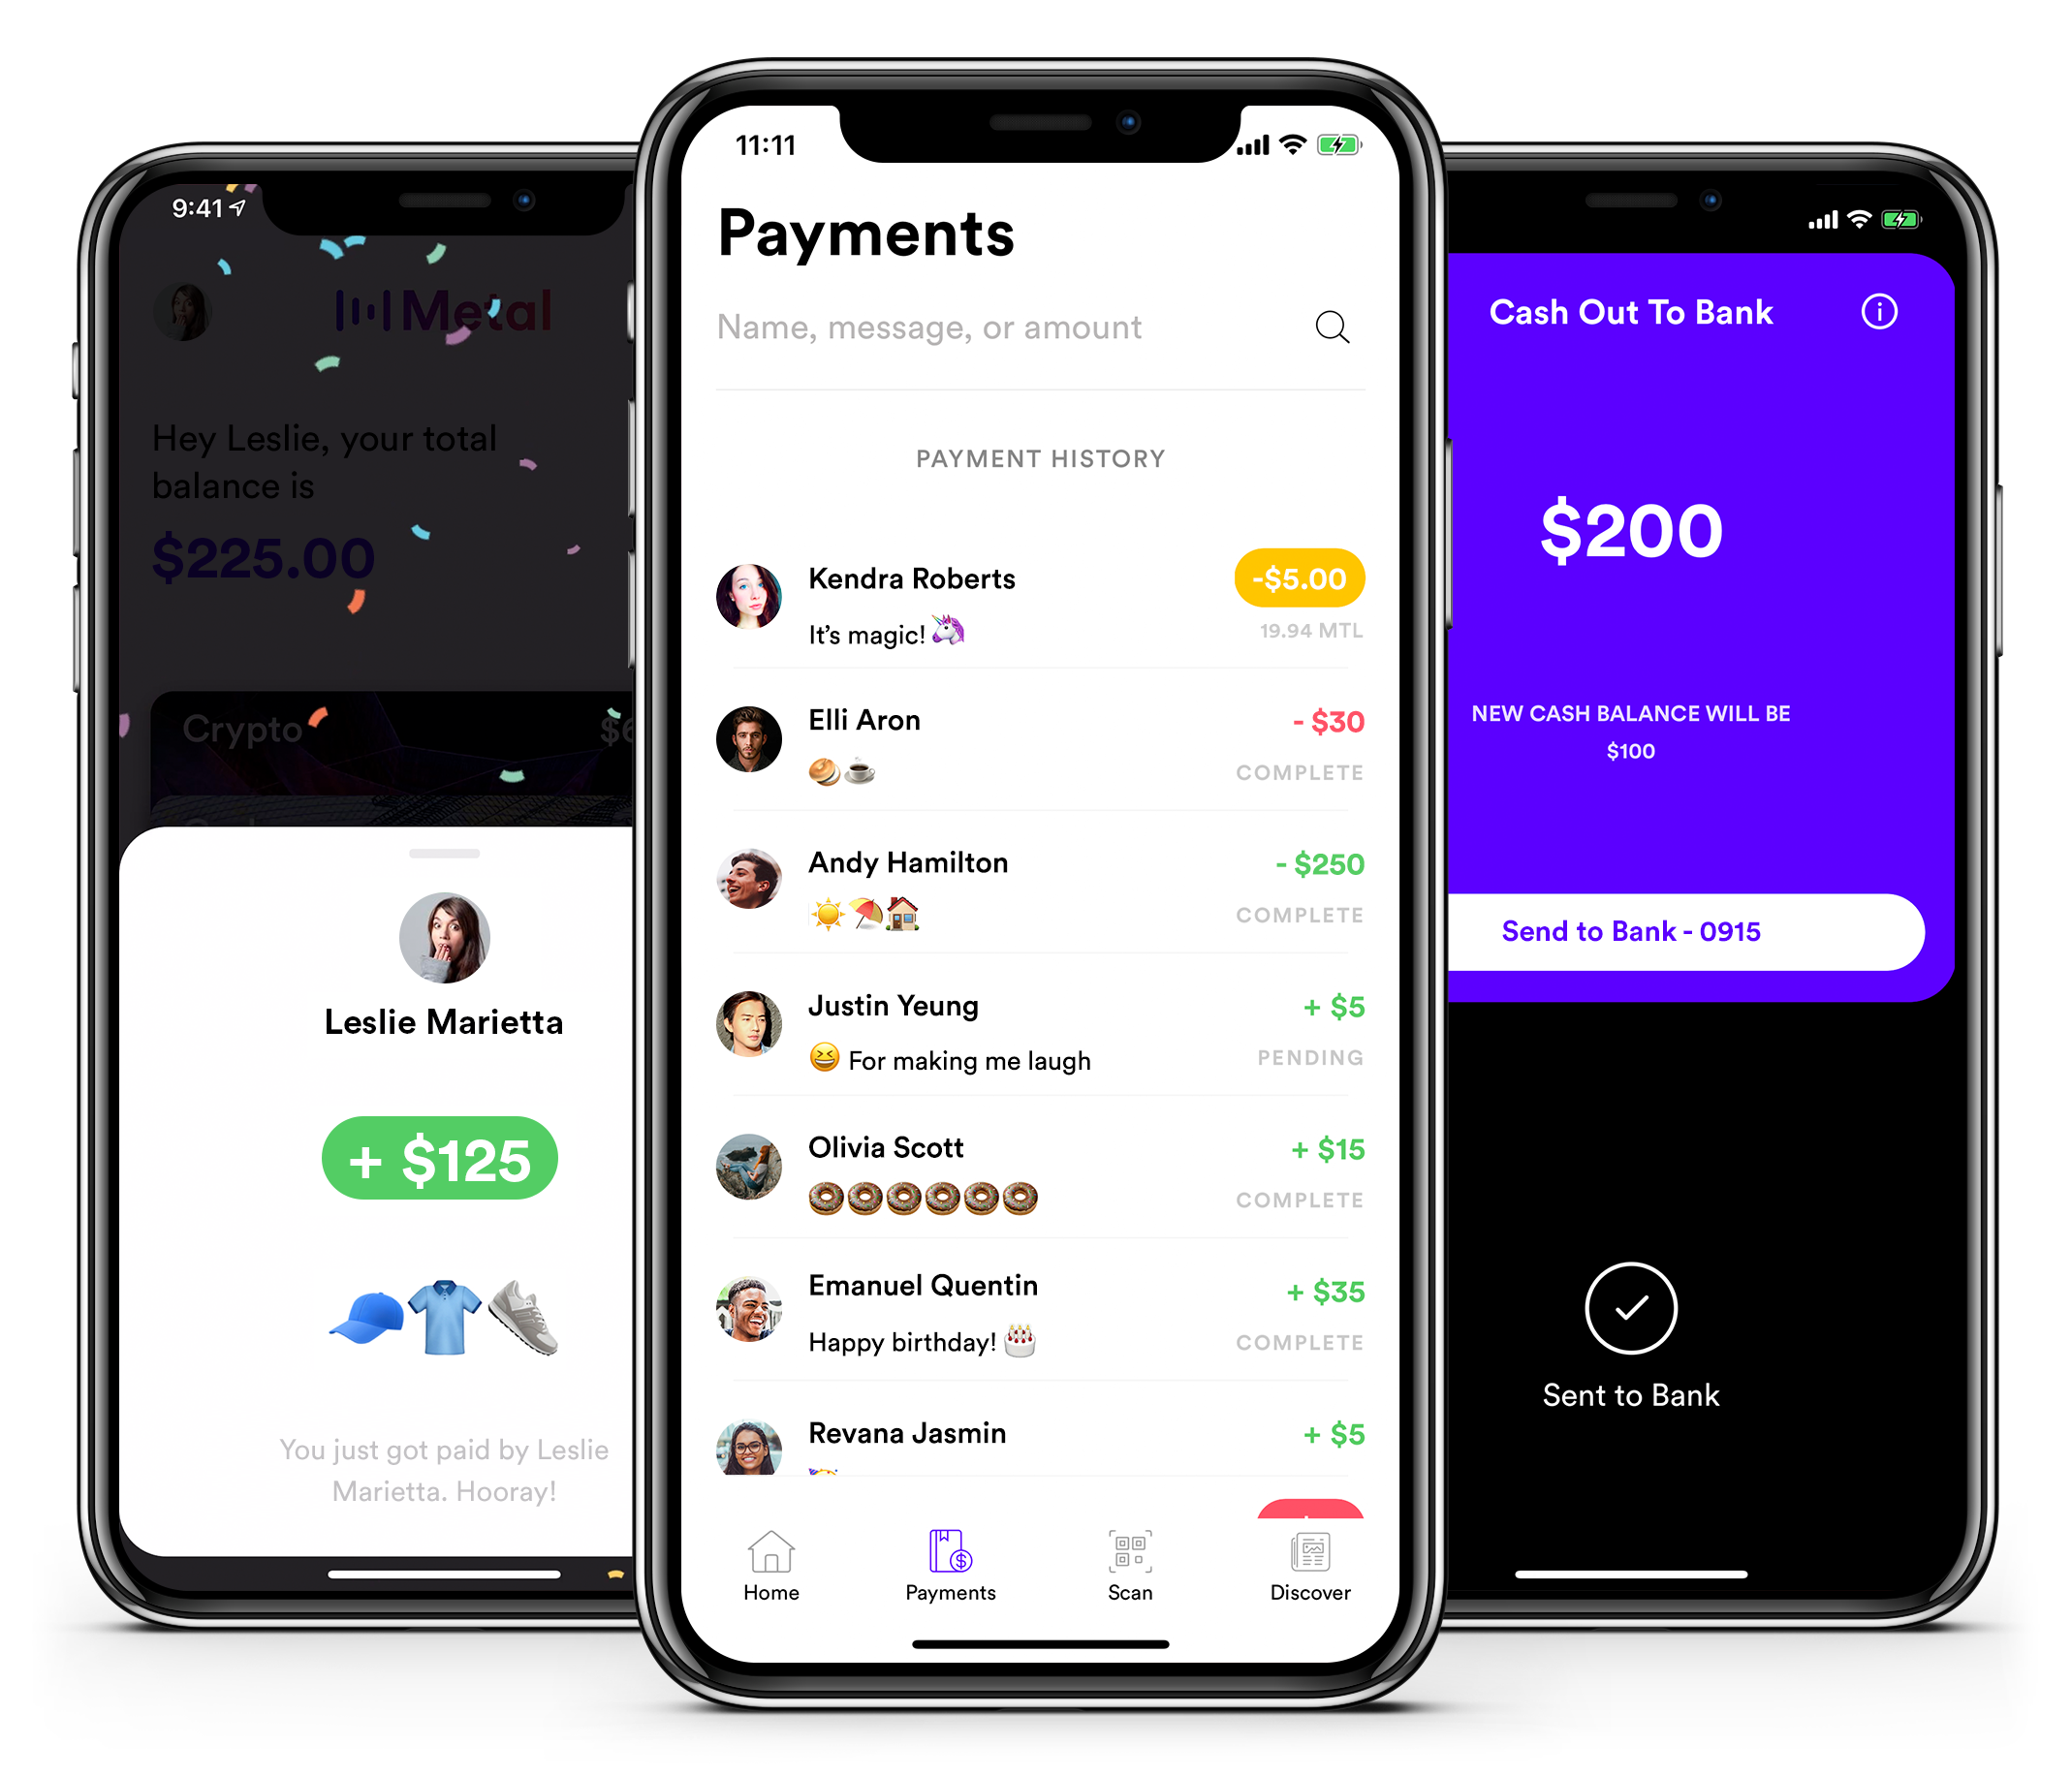 9:41
Metal
Hey Leslie, your total
balance is
$225.00
Crypto
Leslie Marietta
+ $125
You just got paid by Leslie
Marietta. Hooray!
11:11
Payments
Name, message, or amount
PAYMENT HISTORY
Kendra Roberts
-$5.00
It's magic!
19.94 MTL
Elli Aron
- $30
COMPLETE
Andy Hamilton
- $250
COMPLETE
Justin Yeung
+ $5
For making me laugh
PENDING
Olivia Scott
+ $15
COMPLETE
Emanuel Quentin
+ $35
Happy birthday!
COMPLETE
Revana Jasmin
+ $5
Home
Payments
Scan
Discover
Cash Out To Bank
$200
NEW CASH BALANCE WILL BE
$100
Send to Bank - 0915
Sent to Bank